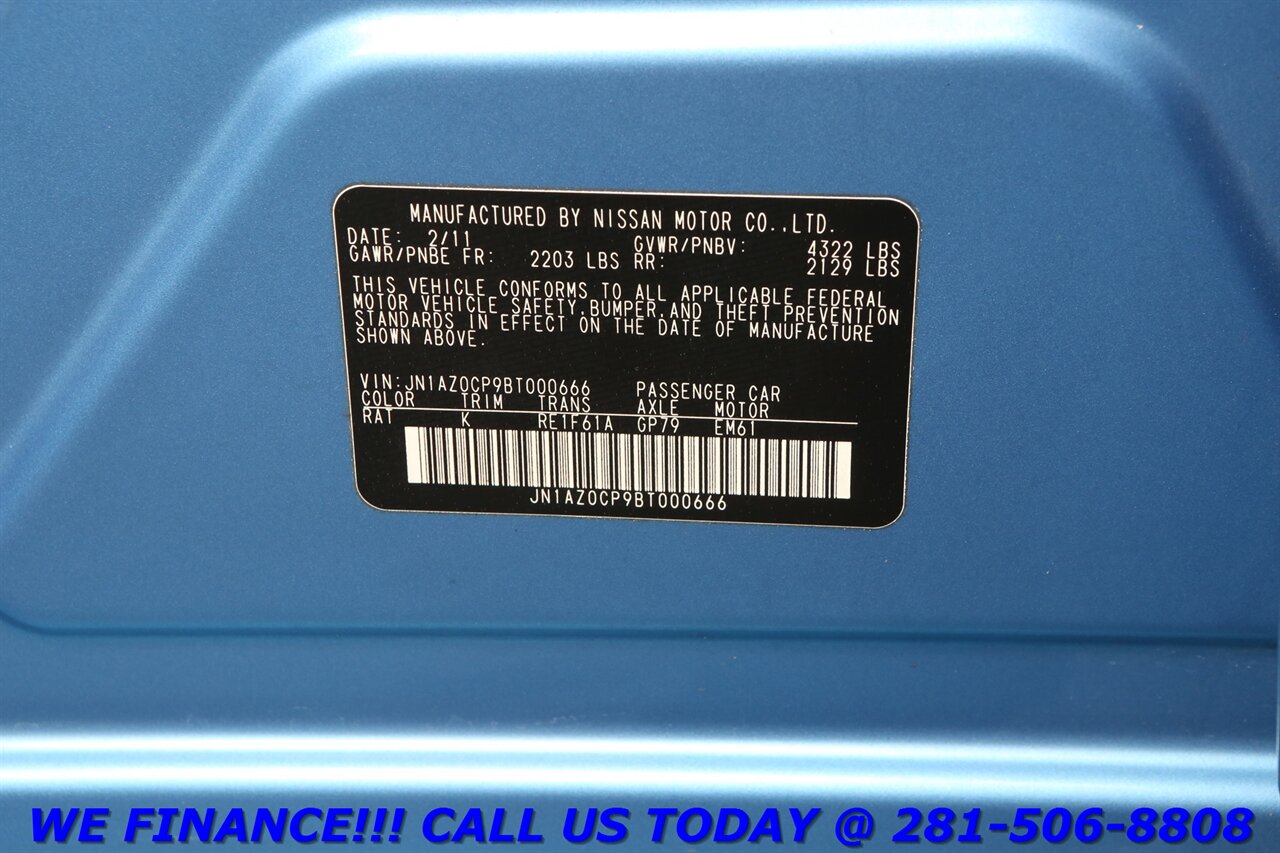 MANUFACTURED BY NISSAN MOTOR CO.,LTD.
DATE: 2/11 GVWR/PNBV: 4322 LBS
GAWR/PNBE FR: 2203 LBS RR: 2129 LBS
THIS VEHICLE CONFORMS TO ALL APPLICABLE FEDERAL
MOTOR VEHICLE SAFETY,BUMPER,AND THEFT PREVENTION
STANDARDS IN EFFECT ON THE DATE OF MANUFACTURE
SHOWN ABOVE.
VIN:JN1AZ0CP9BT000666 PASSENGER CAR
COLOR TRIM TRANS AXLE MOTOR
RAT K RE1F61A GP79 EM61
JN1AZ0CP9BT000666
WE FINANCE!!! CALL US TODAY @ 281-506-8808